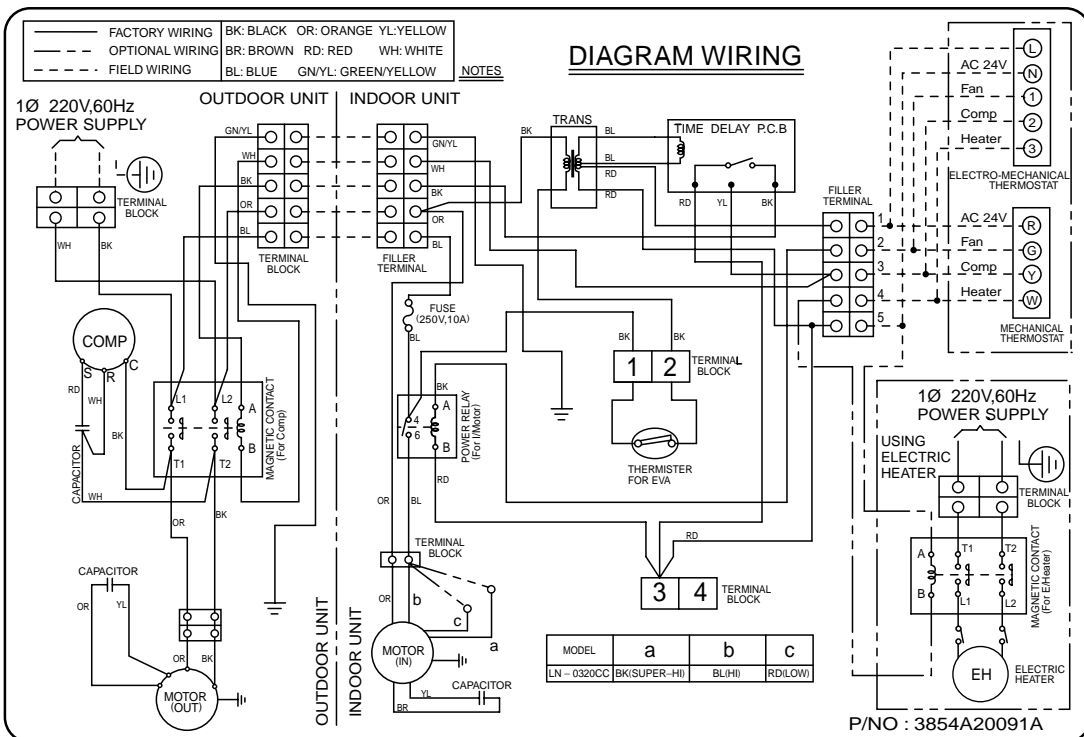 FACTORY WIRING
OPTIONAL WIRING
FIELD WIRING
BK: BLACK OR: ORANGE YL:YELLOW
BR: BROWN RD: RED WH: WHITE
BL: BLUE GN/YL: GREEN/YELLOW
NOTES
DIAGRAM WIRING
1Ø 220V,60Hz
POWER SUPPLY
OUTDOOR UNIT
INDOOR UNIT
TERMINAL
BLOCK
WH
BK
GN/YL
WH
BK
OR
BL
TERMINAL
BLOCK
GN/YL
WH
BK
OR
BL
FILLER
TERMINAL
FUSE
(250V,10A)
BL
TRANS
BK
BL
BL
RD
RD
TIME DELAY P.C.B
RD
YL
BK
FILLER
TERMINAL
1
2
3
4
5
L
N
1
2
3
AC 24V
Fan
Comp
Heater
ELECTRO-MECHANICAL
THERMOSTAT
AC 24V
Fan
Comp
Heater
R
G
Y
W
MECHANICAL
THERMOSTAT
COMP
S
R
C
RD
WH
BK
CAPACITOR
WH
L1
L2
A
B
T1
T2
MAGNETIC CONTACT
(For Comp)
OR
BK
CAPACITOR
OR
YL
OR
BK
MOTOR
(OUT)
OUTDOOR UNIT
INDOOR UNIT
BK
A
4
6
B
POWER RELAY
(For I/Motor)
RD
OR
BL
TERMINAL
BLOCK
OR
b
c
a
MOTOR
(IN)
YL
BR
CAPACITOR
BK
BK
1
2
TERMINAL
BLOCK
THERMISTER
FOR EVA
RD
3
4
TERMINAL
BLOCK
MODEL a b c
LN – 0320CC BK(SUPER–HI) BL(HI) RD(LOW)
1Ø 220V,60Hz
POWER SUPPLY
USING
ELECTRIC
HEATER
TERMINAL
BLOCK
A
B
T1
T2
L1
L2
MAGNETIC CONTACT
(For E/Heater)
EH
ELECTRIC
HEATER
P/NO : 3854A20091A